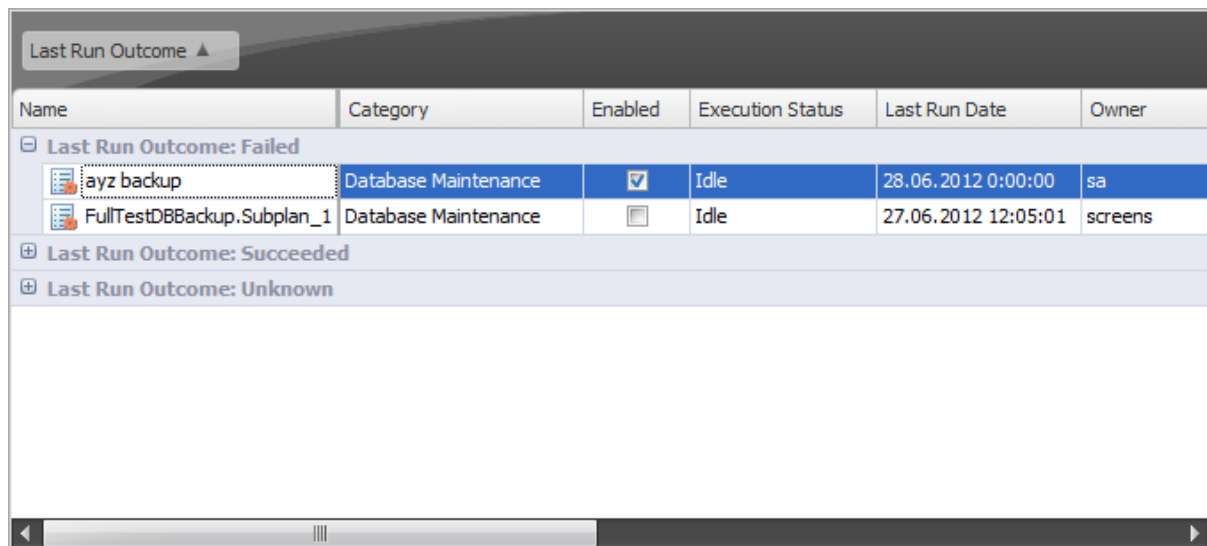 Last Run Outcome
Name Category Enabled Execution Status Last Run Date Owner
Last Run Outcome: Failed
ayz backup Database Maintenance Idle 28.06.2012 0:00:00 sa
FullTestDBBackup.Subplan_1 Database Maintenance Idle 27.06.2012 12:05:01 screens
Last Run Outcome: Succeeded
Last Run Outcome: Unknown